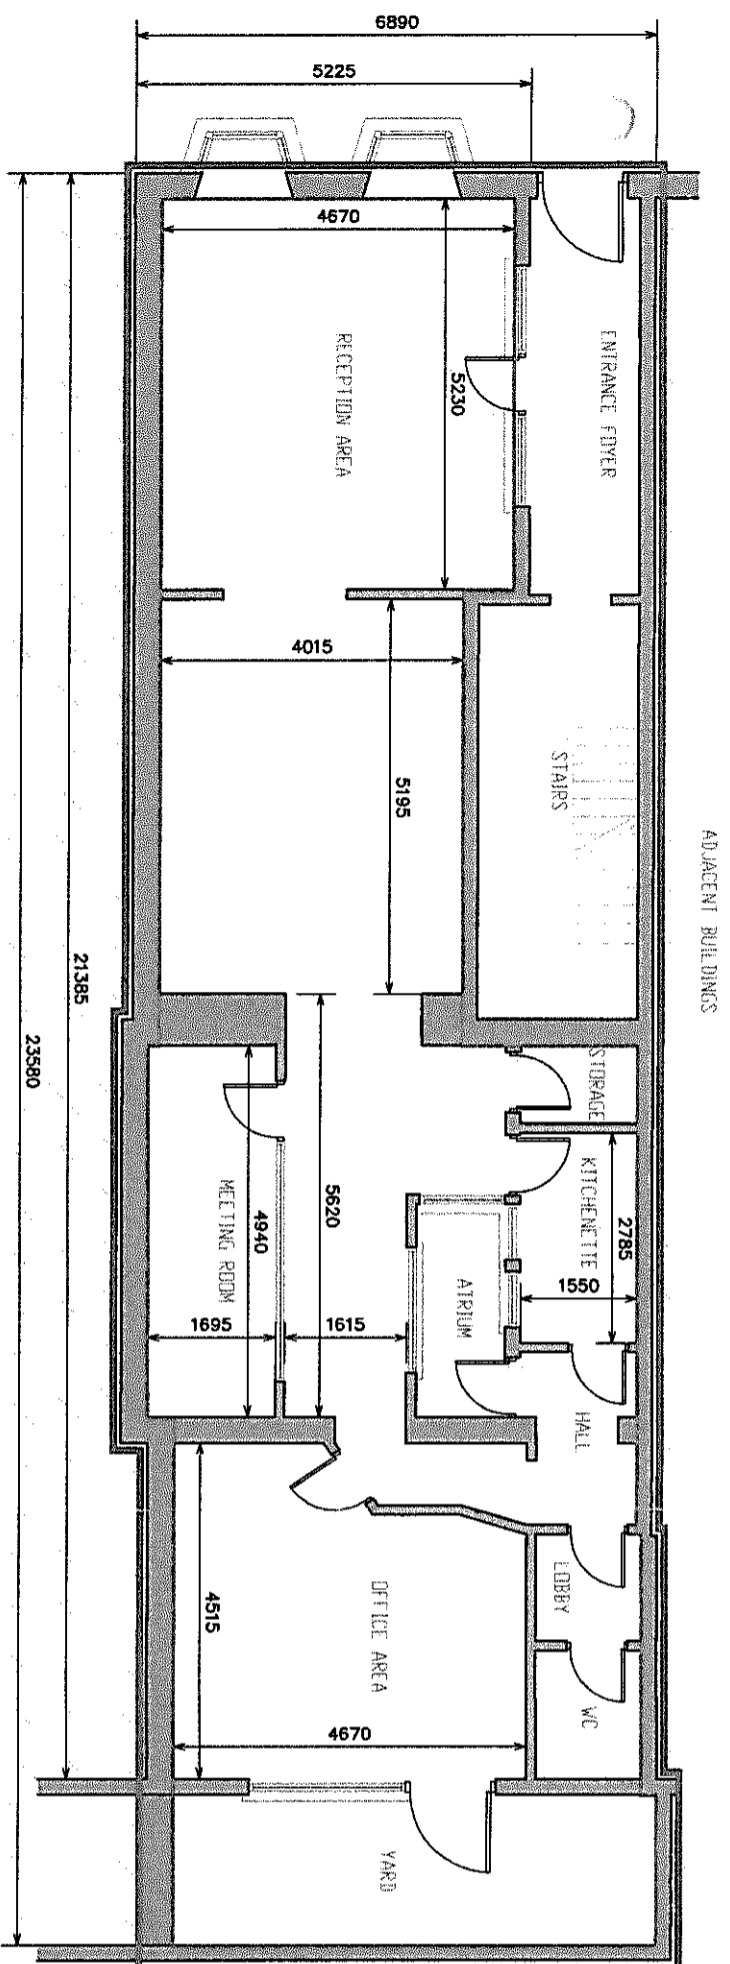 6890
5225
4670
RECEPTION AREA
5230
ENTRANCE FOYER
4015
5195
STAIRS
ADJACENT BUILDINGS
21385
23580
STORAGE
KITCHENETTE
2785
1550
5620
MEETING ROOM
4940
1695
1615
ATRIUM
HALL
4515
OFFICE AREA
LOBBY
WC
4670
YARD